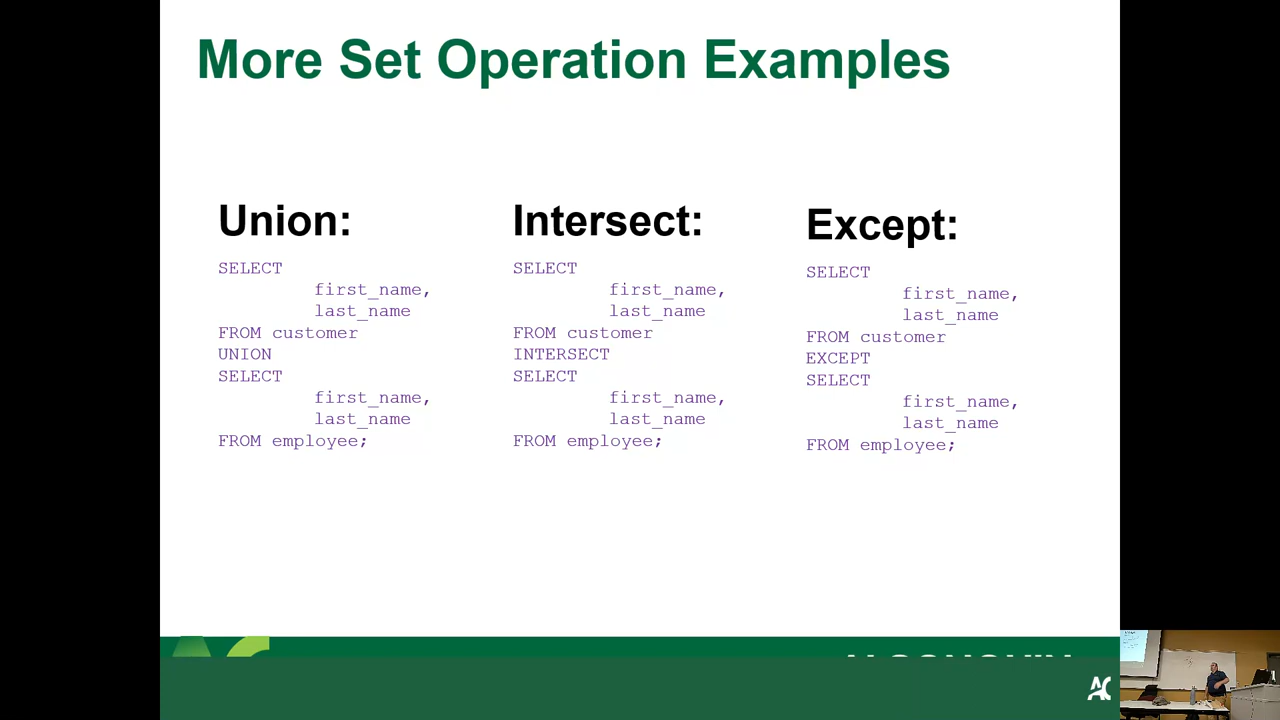 More Set Operation Examples
Union:
SELECT
first_name,
last_name
FROM customer
UNION
SELECT
first_name,
last_name
FROM employee;
Intersect:
SELECT
first_name,
last_name
FROM customer
INTERSECT
SELECT
first_name,
last_name
FROM employee;
Except:
SELECT
first_name,
last_name
FROM customer
EXCEPT
SELECT
first_name,
last_name
FROM employee;